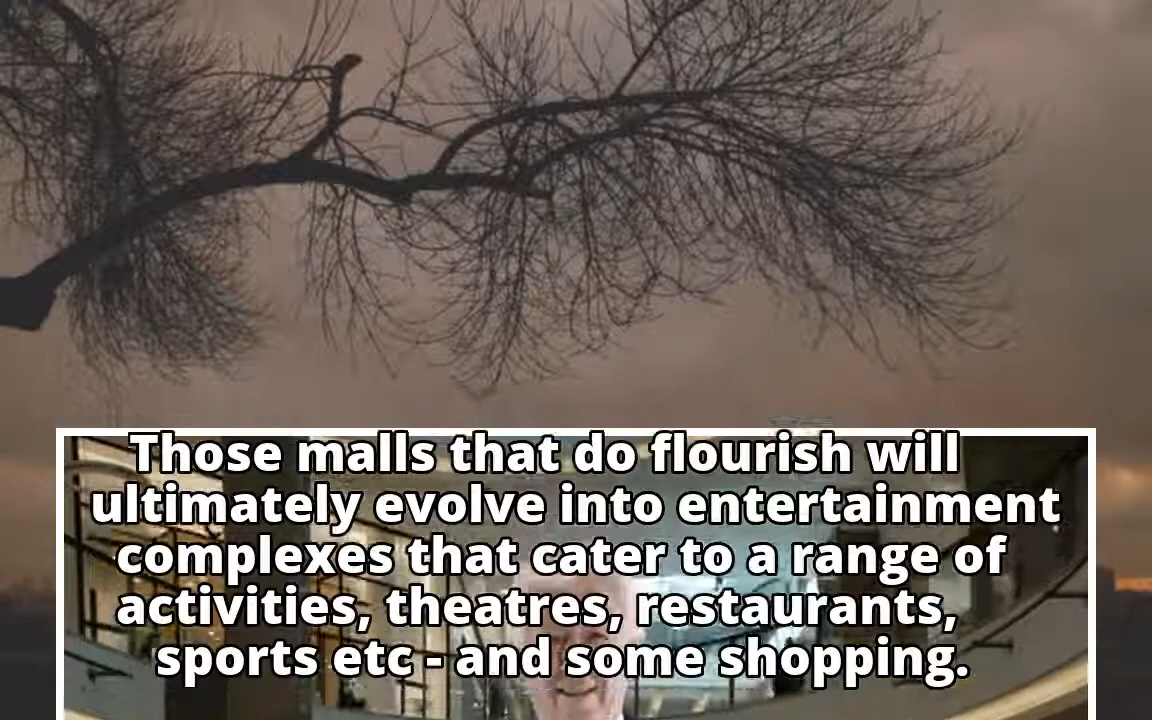 Those malls that do flourish will
ultimately evolve into entertainment
complexes that cater to a range of
activities, theatres, restaurants,
sports etc - and some shopping.